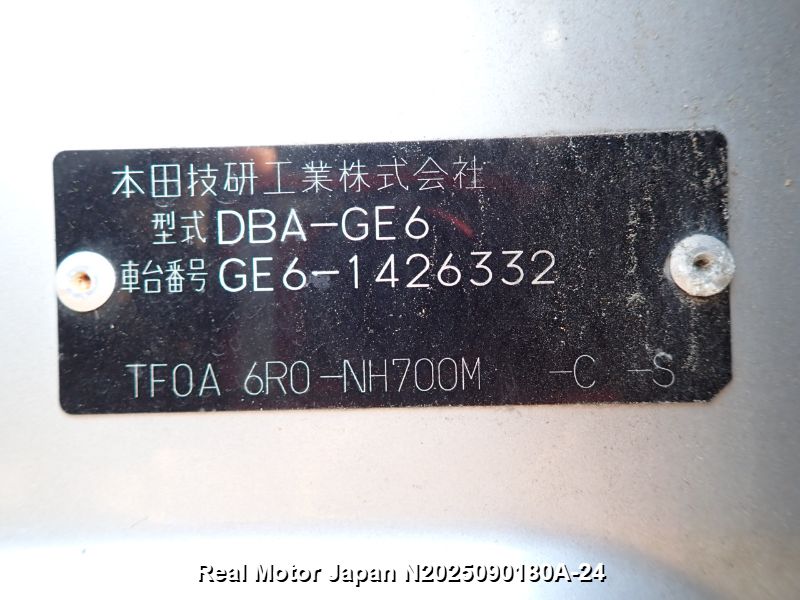 本田技研工業株式会社
型式 DBA-GE6
車台番号 GE6-1426332
TF0A 6R0-NH700M -C -S
Real Motor Japan N2025090180A-24